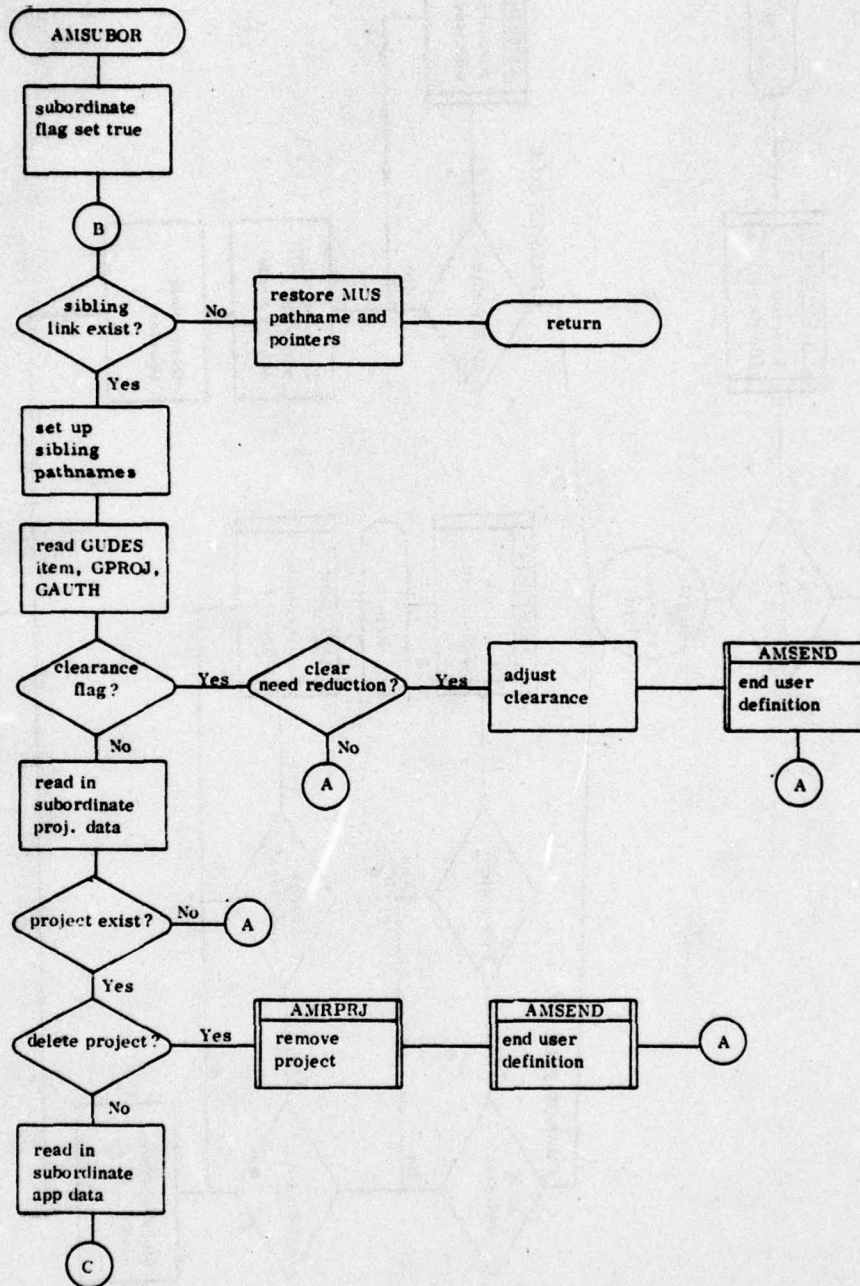 AMSUBOR
subordinate
flag set true
B
sibling
link exist?
No
restore MUS
pathname and
pointers
return
Yes
set up
sibling
pathnames
read GUDES
item, GPROJ,
GAUTH
clearance
flag?
Yes
clear
need reduction?
Yes
adjust
clearance
AMSEND
end user
definition
No
A
A
No
read in
subordinate
proj. data
project exist?
No
A
Yes
delete project?
Yes
AMRPRJ
remove
project
AMSEND
end user
definition
A
No
read in
subordinate
app data
C